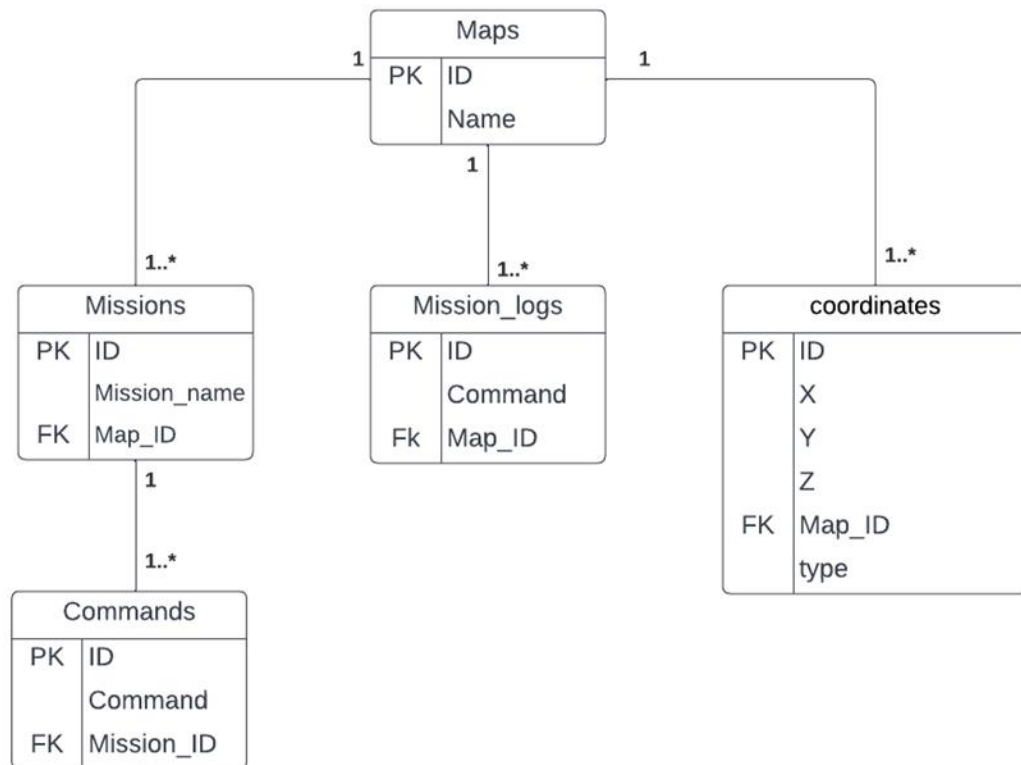 Maps
1
1
PK ID
Name
1
1..*
1..*
1..*
Missions
PK ID
Mission_name
FK Map_ID
Mission_logs
PK ID
Command
Fk Map_ID
coordinates
PK ID
X
Y
Z
FK Map_ID
type
1
1..*
Commands
PK ID
Command
FK Mission_ID